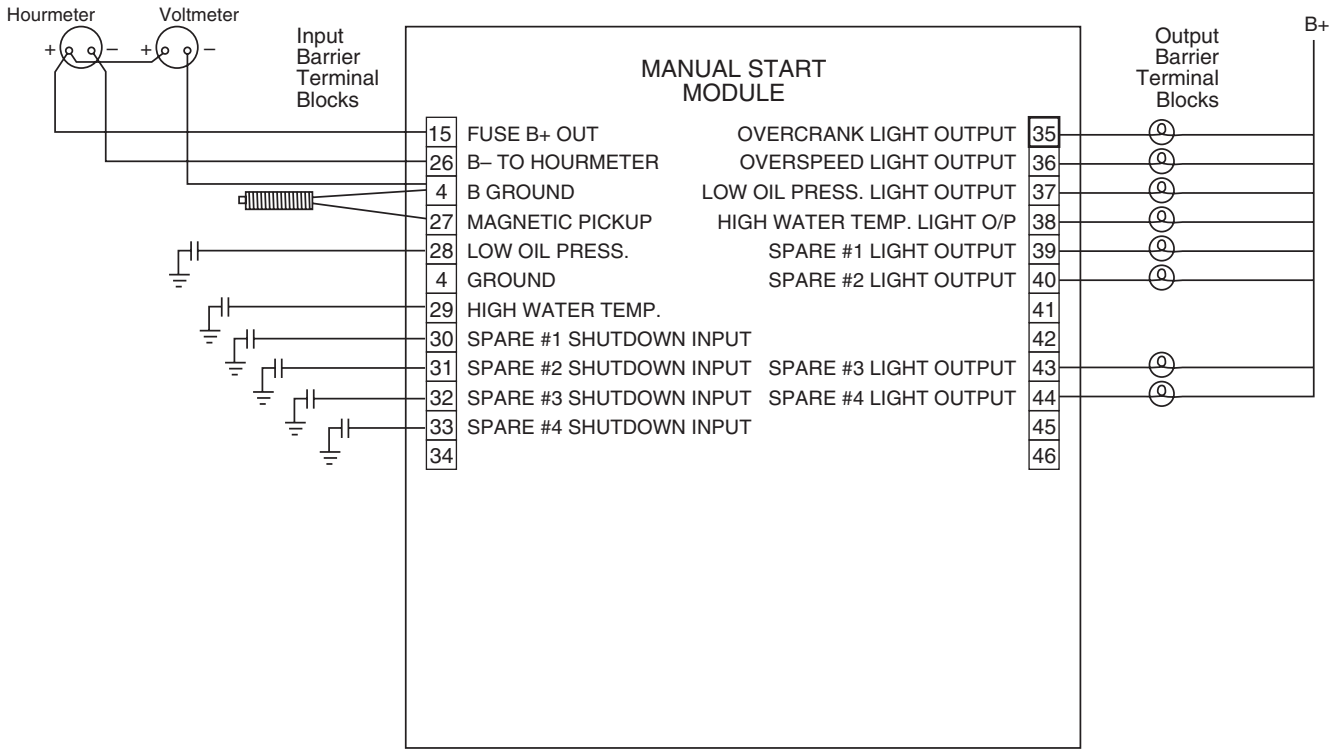 Hourmeter
Voltmeter
+ –
+ –
Input
Barrier
Terminal
Blocks
MANUAL START
MODULE
Output
Barrier
Terminal
Blocks
B+
15 FUSE B+ OUT
OVERCRANK LIGHT OUTPUT 35
26 B– TO HOURMETER
OVERSPEED LIGHT OUTPUT 36
4 B GROUND
LOW OIL PRESS. LIGHT OUTPUT 37
27 MAGNETIC PICKUP
HIGH WATER TEMP. LIGHT O/P 38
28 LOW OIL PRESS.
SPARE #1 LIGHT OUTPUT 39
4 GROUND
SPARE #2 LIGHT OUTPUT 40
29 HIGH WATER TEMP.
41
30 SPARE #1 SHUTDOWN INPUT
42
31 SPARE #2 SHUTDOWN INPUT
SPARE #3 LIGHT OUTPUT 43
32 SPARE #3 SHUTDOWN INPUT
SPARE #4 LIGHT OUTPUT 44
33 SPARE #4 SHUTDOWN INPUT
45
34
46